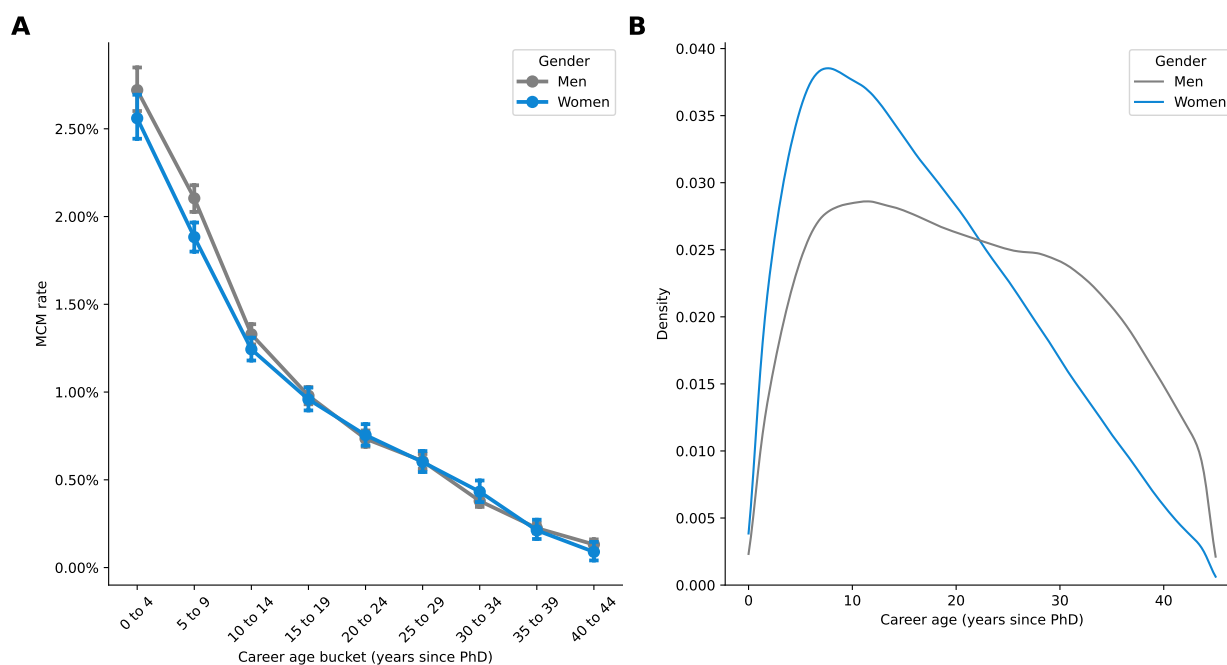 A
Gender
Men
Women
MCM rate
2.50%
2.00%
1.50%
1.00%
0.50%
0.00%
0 to 4
5 to 9
10 to 14
15 to 19
20 to 24
25 to 29
30 to 34
35 to 39
40 to 44
Career age bucket (years since PhD)
B
Gender
Men
Women
Density
0.040
0.035
0.030
0.025
0.020
0.015
0.010
0.005
0.000
0
10
20
30
40
Career age (years since PhD)